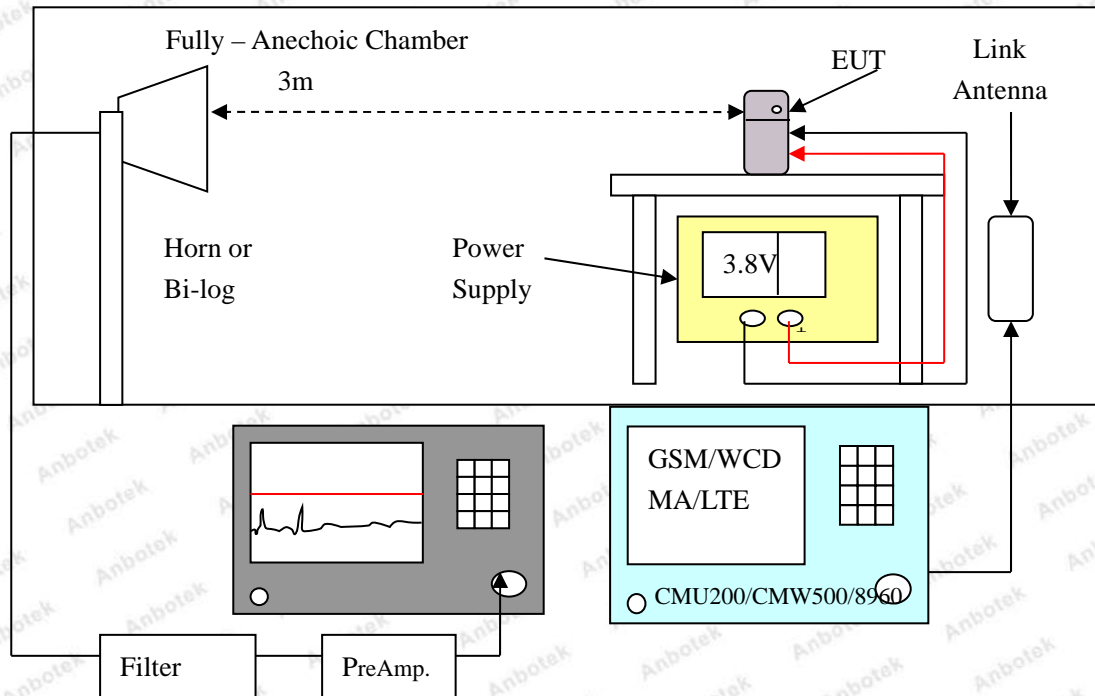 Fully – Anechoic Chamber
3m
EUT
Link
Antenna
Horn or
Bi-log
Power
Supply
3.8V
GSM/WCD
MA/LTE
CMU200/CMW500/8960
Filter
PreAmp.
Anbotek